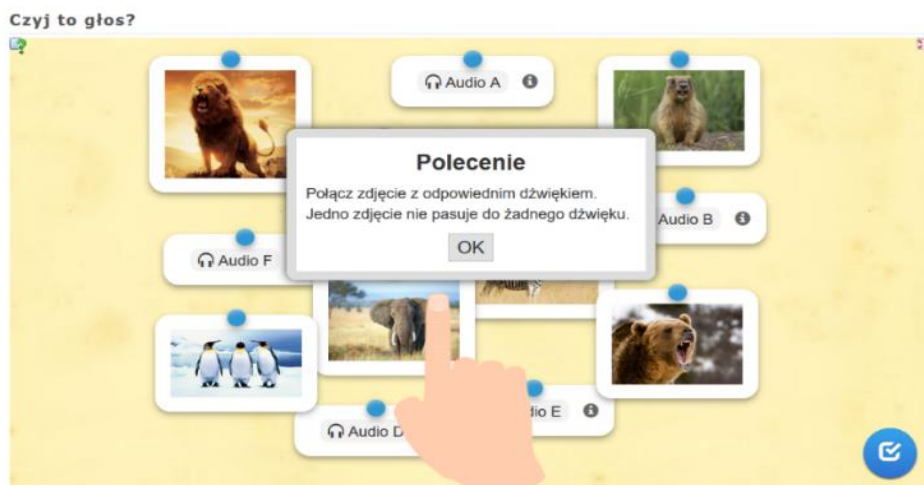 Czyj to głos?
Audio A
Polecenie
Połącz zdjęcie z odpowiednim dźwiękiem.
Jedno zdjęcie nie pasuje do żadnego dźwięku.
OK
Audio B
Audio F
Audio D
dio E